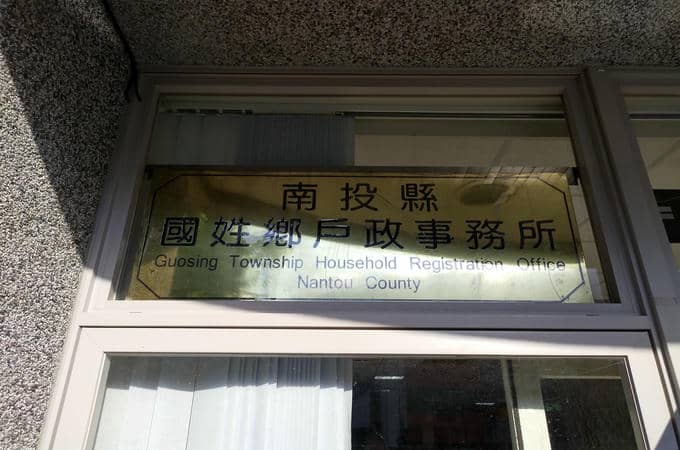 南投縣
國姓鄉戶政事務所
Guosing Township Household Registration Office
Nantou County